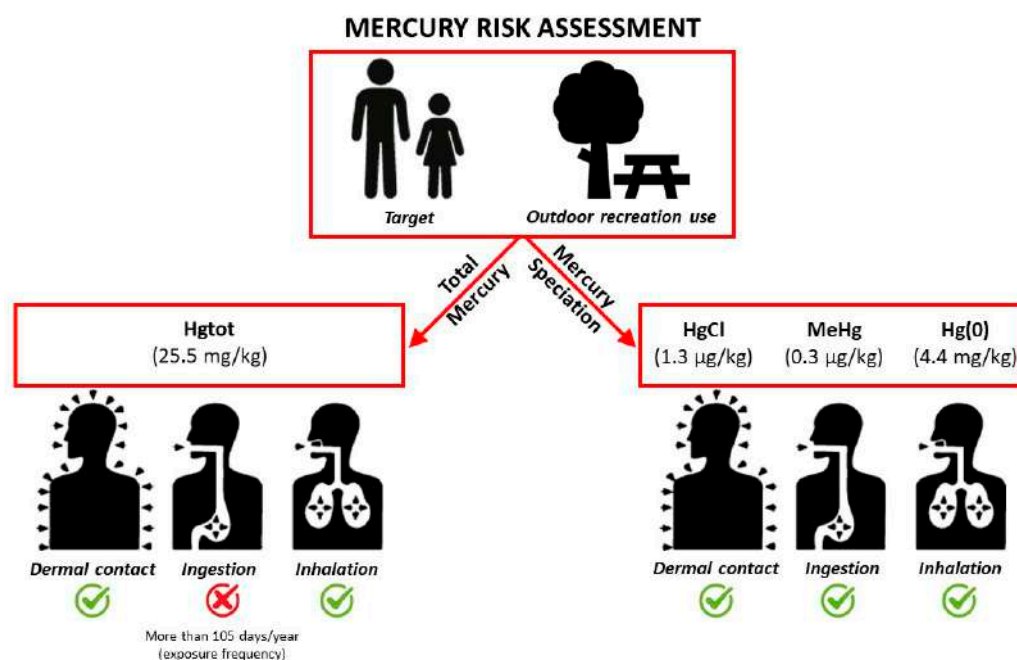 MERCURY RISK ASSESSMENT
Target
Outdoor recreation use
Total
Mercury
Mercury
Speciation
Hgtot
(25.5 mg/kg)
HgCl
(1.3 µg/kg)
MeHg
(0.3 µg/kg)
Hg(0)
(4.4 mg/kg)
Dermal contact
Ingestion
Inhalation
More than 105 days/year
(exposure frequency)
Dermal contact
Ingestion
Inhalation